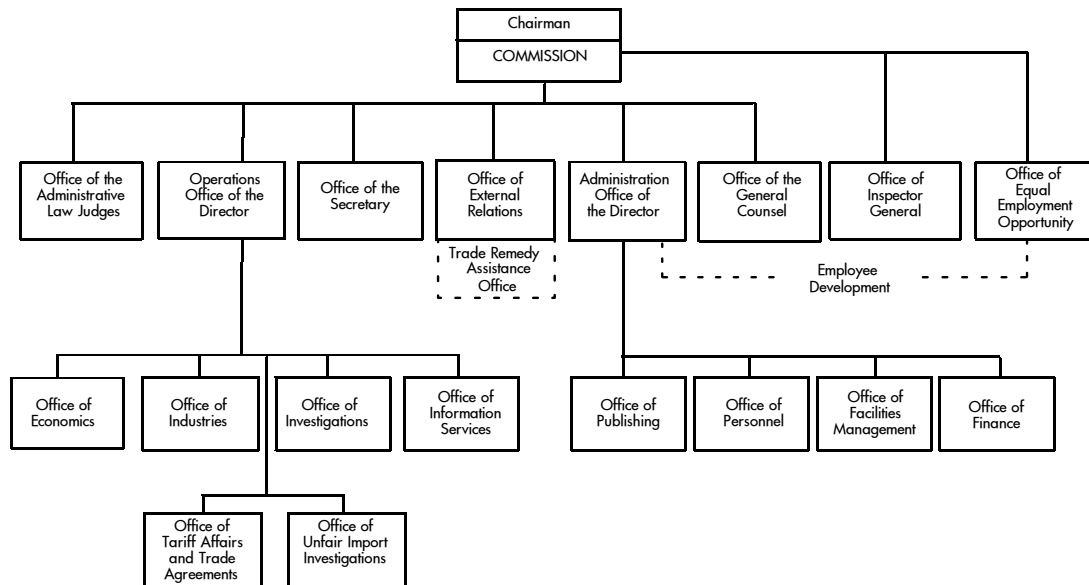 Chairman
COMMISSION
Office of the
Administrative
Law Judges
Operations
Office of the
Director
Office of the
Secretary
Office of
External
Relations
Trade Remedy
Assistance
Office
Administration
Office of
the Director
Office of the
General
Counsel
Office of
Inspector
General
Office of
Equal
Employment
Opportunity
Employee
Development
Office of
Economics
Office of
Industries
Office of
Investigations
Office of
Information
Services
Office of
Publishing
Office of
Personnel
Office of
Facilities
Management
Office of
Finance
Office of
Tariff Affairs
and Trade
Agreements
Office of
Unfair Import
Investigations